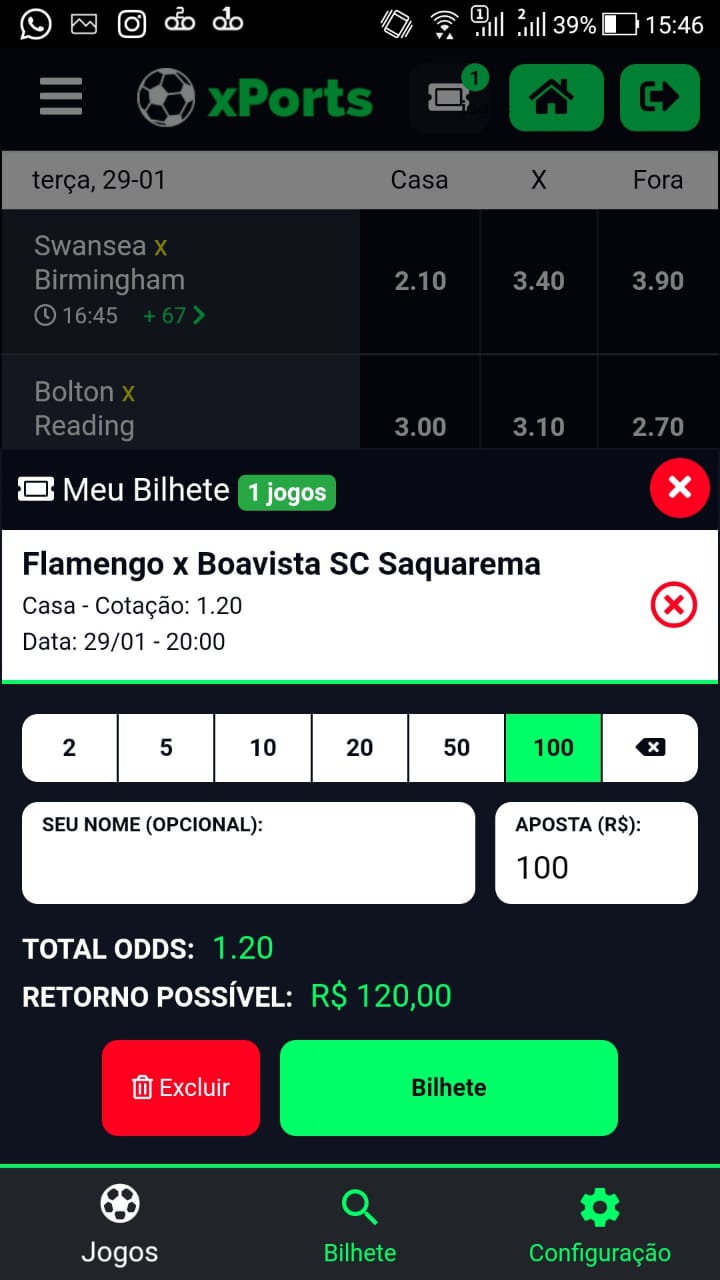 39% 15:46
xPorts 1
terça, 29-01 Casa X Fora
Swansea x
Birmingham
16:45 + 67
2.10 3.40 3.90
Bolton x
Reading
3.00 3.10 2.70
Meu Bilhete 1 jogos
Flamengo x Boavista SC Saquarema
Casa - Cotação: 1.20
Data: 29/01 - 20:00
2 5 10 20 50 100
SEU NOME (OPCIONAL): APOSTA (R$):
100
TOTAL ODDS: 1.20
RETORNO POSSÍVEL: R$ 120,00
Excluir Bilhete
Jogos Bilhete Configuração